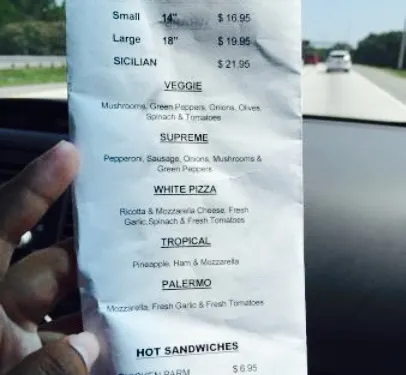 Small 14" $ 16.95
Large 18" $ 19.95
SICILIAN $ 21.95
VEGGIE
Mushrooms, Green Peppers, Onions, Olives,
Spinach & Tomatoes
SUPREME
Pepperoni, Sausage, Onions, Mushrooms &
Green Peppers
WHITE PIZZA
Ricotta & Mozzarella Cheese, Fresh
Garlic,Spinach & Fresh Tomatoes
TROPICAL
Pineapple, Ham & Mozzarella
PALERMO
Mozzarella, Fresh Garlic & Fresh Tomatoes
HOT SANDWICHES
PARM $ 6.95